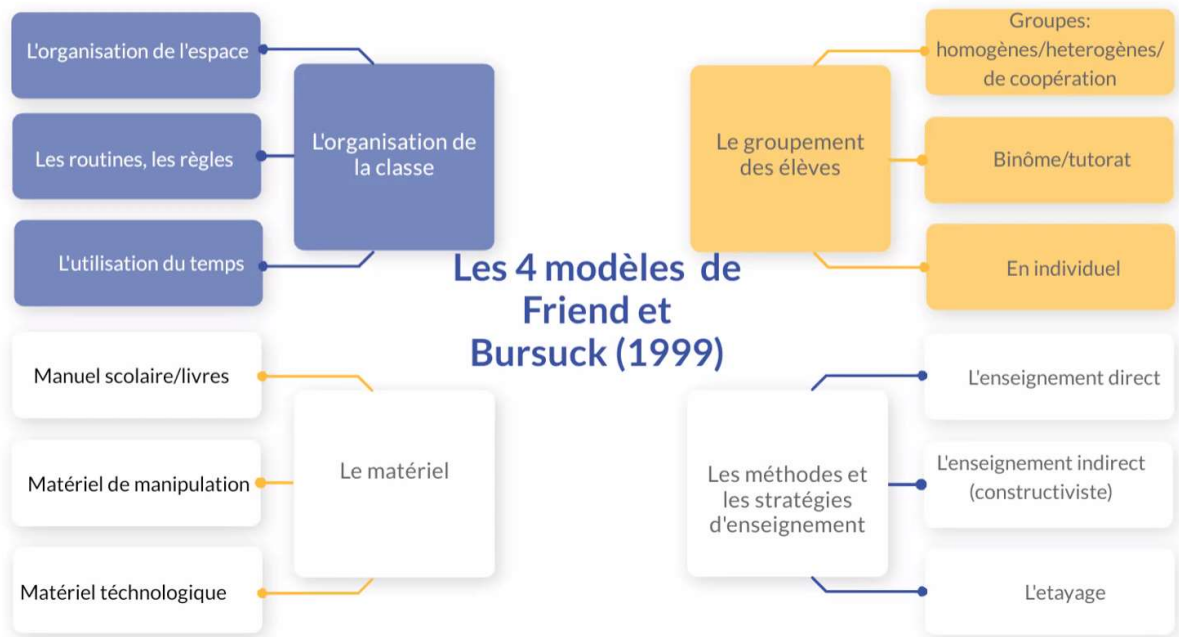 L'organisation de l'espace
Les routines, les règles
L'utilisation du temps
L'organisation de
la classe
Groupes:
homogènes/heterogènes/
de coopération
Binôme/tutorat
En individuel
Le groupement
des élèves
Les 4 modèles de
Friend et
Bursuck (1999)
Manuel scolaire/livres
Matériel de manipulation
Matériel téchnologique
Le matériel
Les méthodes et
les stratégies
d'enseignement
L'enseignement direct
L'enseignement indirect
(constructiviste)
L'etayage